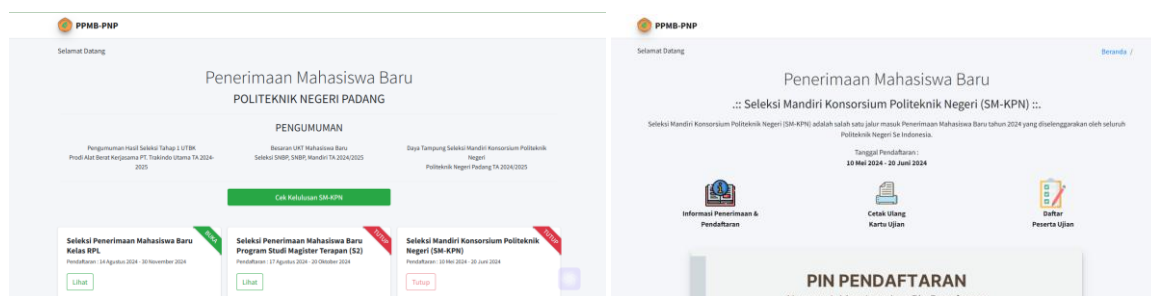 PPMB-PNP
Selamat Datang
Penerimaan Mahasiswa Baru
POLITEKNIK NEGERI PADANG
PENGUMUMAN
Pengumuman Hasil Seleksi Tahap 1 UTBK
Prodi Alat Berat Kerjasama PT. Tokindo Utama TA 2024-
2025
Besaran UKT Mahasiswa Baru
Seleksi SNBP, SNBP, Mandiri TA 2024/2025
Daya Tampung Seleksi Mandiri Konsorsium Politeknik
Negeri
Politeknik Negeri Padang TA 2024/2025
Cek Kelulusan SM-KPN
BUKA
Seleksi Penerimaan Mahasiswa Baru
Kelas RPL
Pendaftaran : 14 Agustus 2024 - 30 November 2024
Lihat
TUTUP
Seleksi Penerimaan Mahasiswa Baru
Program Studi Magister Terapan (S2)
Pendaftaran : 17 Agustus 2024 - 20 Oktober 2024
Lihat
TUTUP
Seleksi Mandiri Konsorsium Politeknik
Negeri (SM-KPN)
Pendaftaran : 10 Mei 2024 - 20 Juni 2024
Tutup
PPMB-PNP
Selamat Datang
Beranda /
Penerimaan Mahasiswa Baru
.:: Seleksi Mandiri Konsorsium Politeknik Negeri (SM-KPN) ::.
Seleksi Mandiri Konsorsium Politeknik Negeri (SM-KPN) adalah salah satu jalur masuk Penerimaan Mahasiswa Baru tahun 2024 yang diselenggarakan oleh seluruh
Politeknik Negeri Se Indonesia.
Tanggal Pendaftaran :
10 Mei 2024 - 20 Juni 2024
Informasi Penerimaan &
Pendaftaran
Cetak Ulang
Kartu Ujian
Daftar
Peserta Ujian
PIN PENDAFTARAN